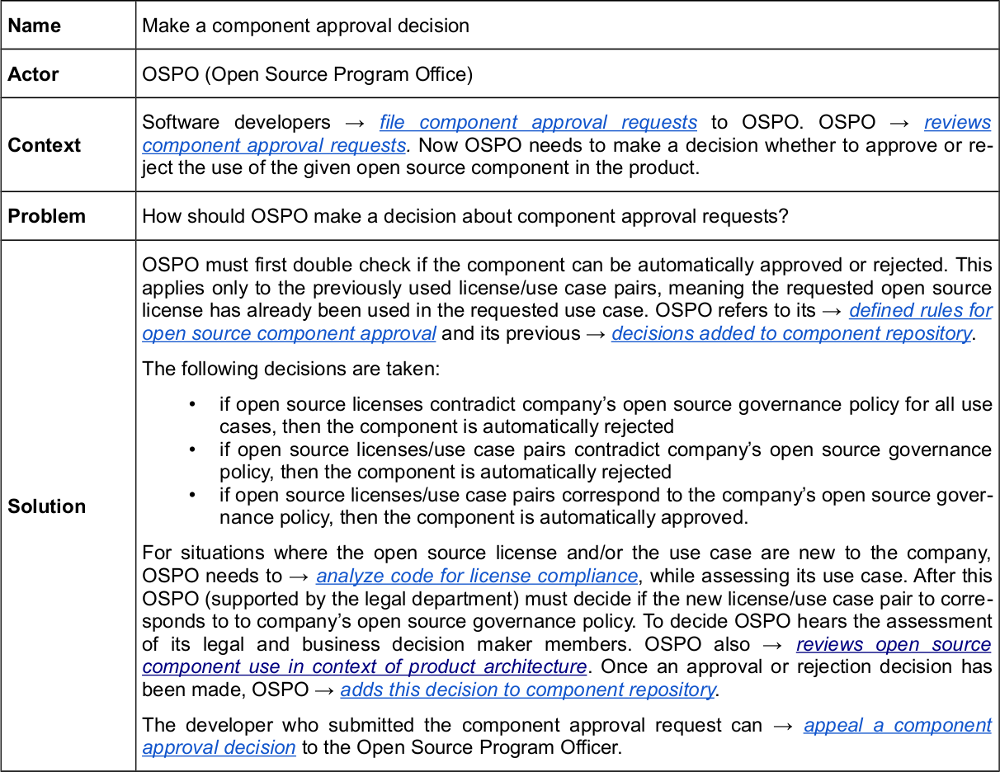 Name
Make a component approval decision
Actor
OSPO (Open Source Program Office)
Context
Software developers → file component approval requests to OSPO. OSPO → reviews
component approval requests. Now OSPO needs to make a decision whether to approve or re-
ject the use of the given open source component in the product.
Problem
How should OSPO make a decision about component approval requests?
Solution
OSPO must first double check if the component can be automatically approved or rejected. This
applies only to the previously used license/use case pairs, meaning the requested open source
license has already been used in the requested use case. OSPO refers to its → defined rules for
open source component approval and its previous → decisions added to component repository.
The following decisions are taken:
• if open source licenses contradict company’s open source governance policy for all use
cases, then the component is automatically rejected
• if open source licenses/use case pairs contradict company’s open source governance
policy, then the component is automatically rejected
• if open source licenses/use case pairs correspond to the company’s open source gover-
nance policy, then the component is automatically approved.
For situations where the open source license and/or the use case are new to the company,
OSPO needs to → analyze code for license compliance, while assessing its use case. After this
OSPO (supported by the legal department) must decide if the new license/use case pair to corre-
sponds to to company’s open source governance policy. To decide OSPO hears the assessment
of its legal and business decision maker members. OSPO also → reviews open source
component use in context of product architecture. Once an approval or rejection decision has
been made, OSPO → adds this decision to component repository.
The developer who submitted the component approval request can → appeal a component
approval decision to the Open Source Program Officer.